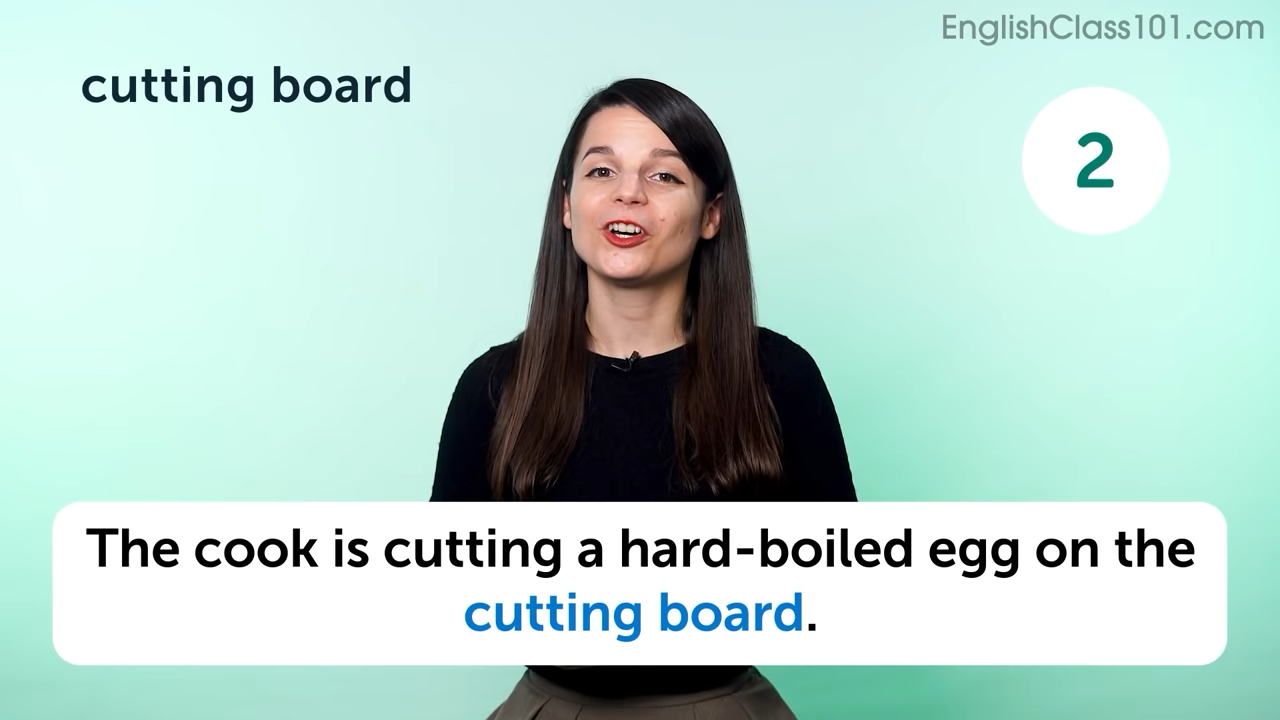 EnglishClass101.com
cutting board
2
The cook is cutting a hard-boiled egg on the
cutting board.